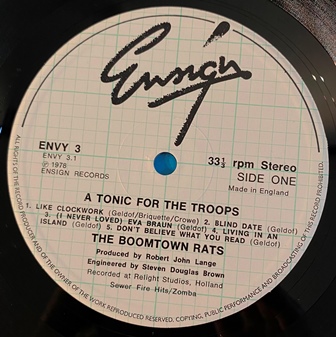 Ensign
ENVY 3
ENVY 3.1
℗ 1978
ENSIGN RECORDS
33⅓ rpm Stereo
SIDE ONE
Made in England
A TONIC FOR THE TROOPS
1. LIKE CLOCKWORK (Geldof/Briquette/Crowe) 2. BLIND DATE (Geldof)
3. (I NEVER LOVED) EVA BRAUN (Geldof) 4. LIVING IN AN
ISLAND (Geldof) 5. DON'T BELIEVE WHAT YOU READ (Geldof)
THE BOOMTOWN RATS
Produced by Robert John Lange
Engineered by Steven Douglas Brown
Recorded at Relight Studios, Holland
Sewer Fire Hits/Zomba
ALL RIGHTS OF THE RECORD PRODUCER AND OF THE OWNER OF THE WORK REPRODUCED RESERVED. COPYING, PUBLIC PERFORMANCE AND BROADCASTING OF THIS RECORD PROHIBITED.